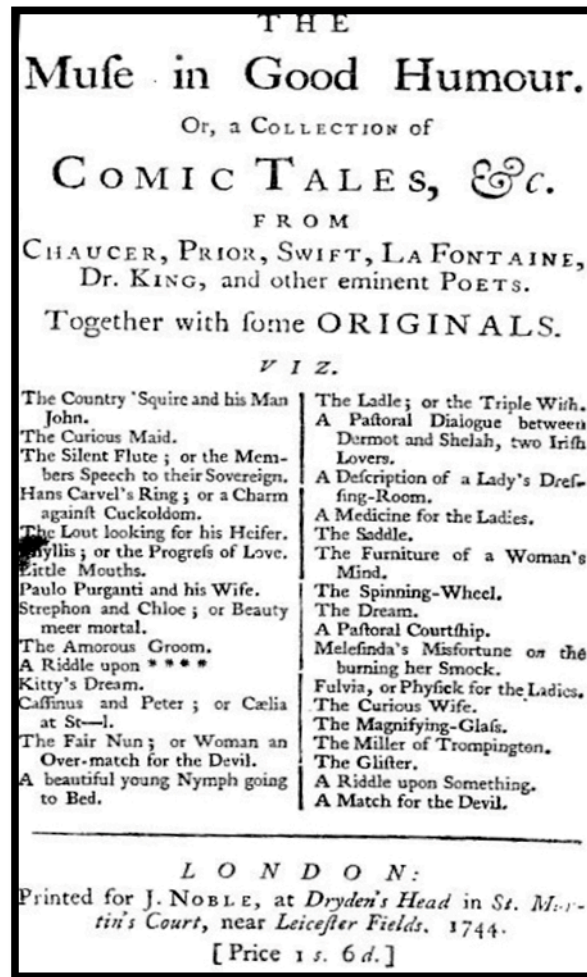 THE
Muſe in Good Humour.
Or, a COLLECTION of
COMIC TALES, &c.
FROM
CHAUCER, PRIOR, SWIFT, LA FONTAINE,
Dr. KING, and other eminent POETS.
Together with ſome ORIGINALS.
VIZ.
The Country 'Squire and his Man
John.
The Curious Maid.
The Silent Flute; or the Mem-
bers Speech to their Sovereign.
Hans Carvel's Ring; or a Charm
againſt Cuckoldom.
The Lout looking for his Heifer.
Phyllis; or the Progreſs of Love.
Little Mouths.
Paulo Purganti and his Wife.
Strephon and Chloe; or Beauty
meer mortal.
The Amorous Groom.
A Riddle upon * * * *
Kitty's Dream.
Caſſinus and Peter; or Cælia
at St—l.
The Fair Nun; or Woman an
Over-match for the Devil.
A beautiful young Nymph going
to Bed.
The Ladle; or the Triple Wiſh.
A Paſtoral Dialogue between
Dermot and Shelah, two Iriſh
Lovers.
A Deſcription of a Lady's Dreſ-
ſing-Room.
A Medicine for the Ladies.
The Saddle.
The Furniture of a Woman's
Mind.
The Spinning-Wheel.
The Dream.
A Paſtoral Courtſhip.
Meleſinda's Misfortune on the
burning her Smock.
Fulvia, or Phyſick for the Ladies.
The Curious Wife.
The Magnifying-Glaſs.
The Miller of Trompington.
The Gliſter.
A Riddle upon Something.
A Match for the Devil.
LONDON:
Printed for J. NOBLE, at Dryden's Head in St. Mar-
tin's Court, near Leiceſter Fields. 1744.
[Price 1 s. 6 d.]